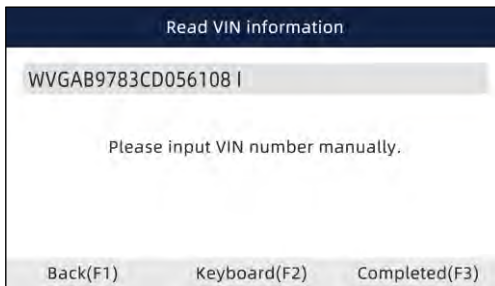 Read VIN information
WVGAB9783CD056108
Please input VIN number manually.
Back(F1) Keyboard(F2) Completed(F3)